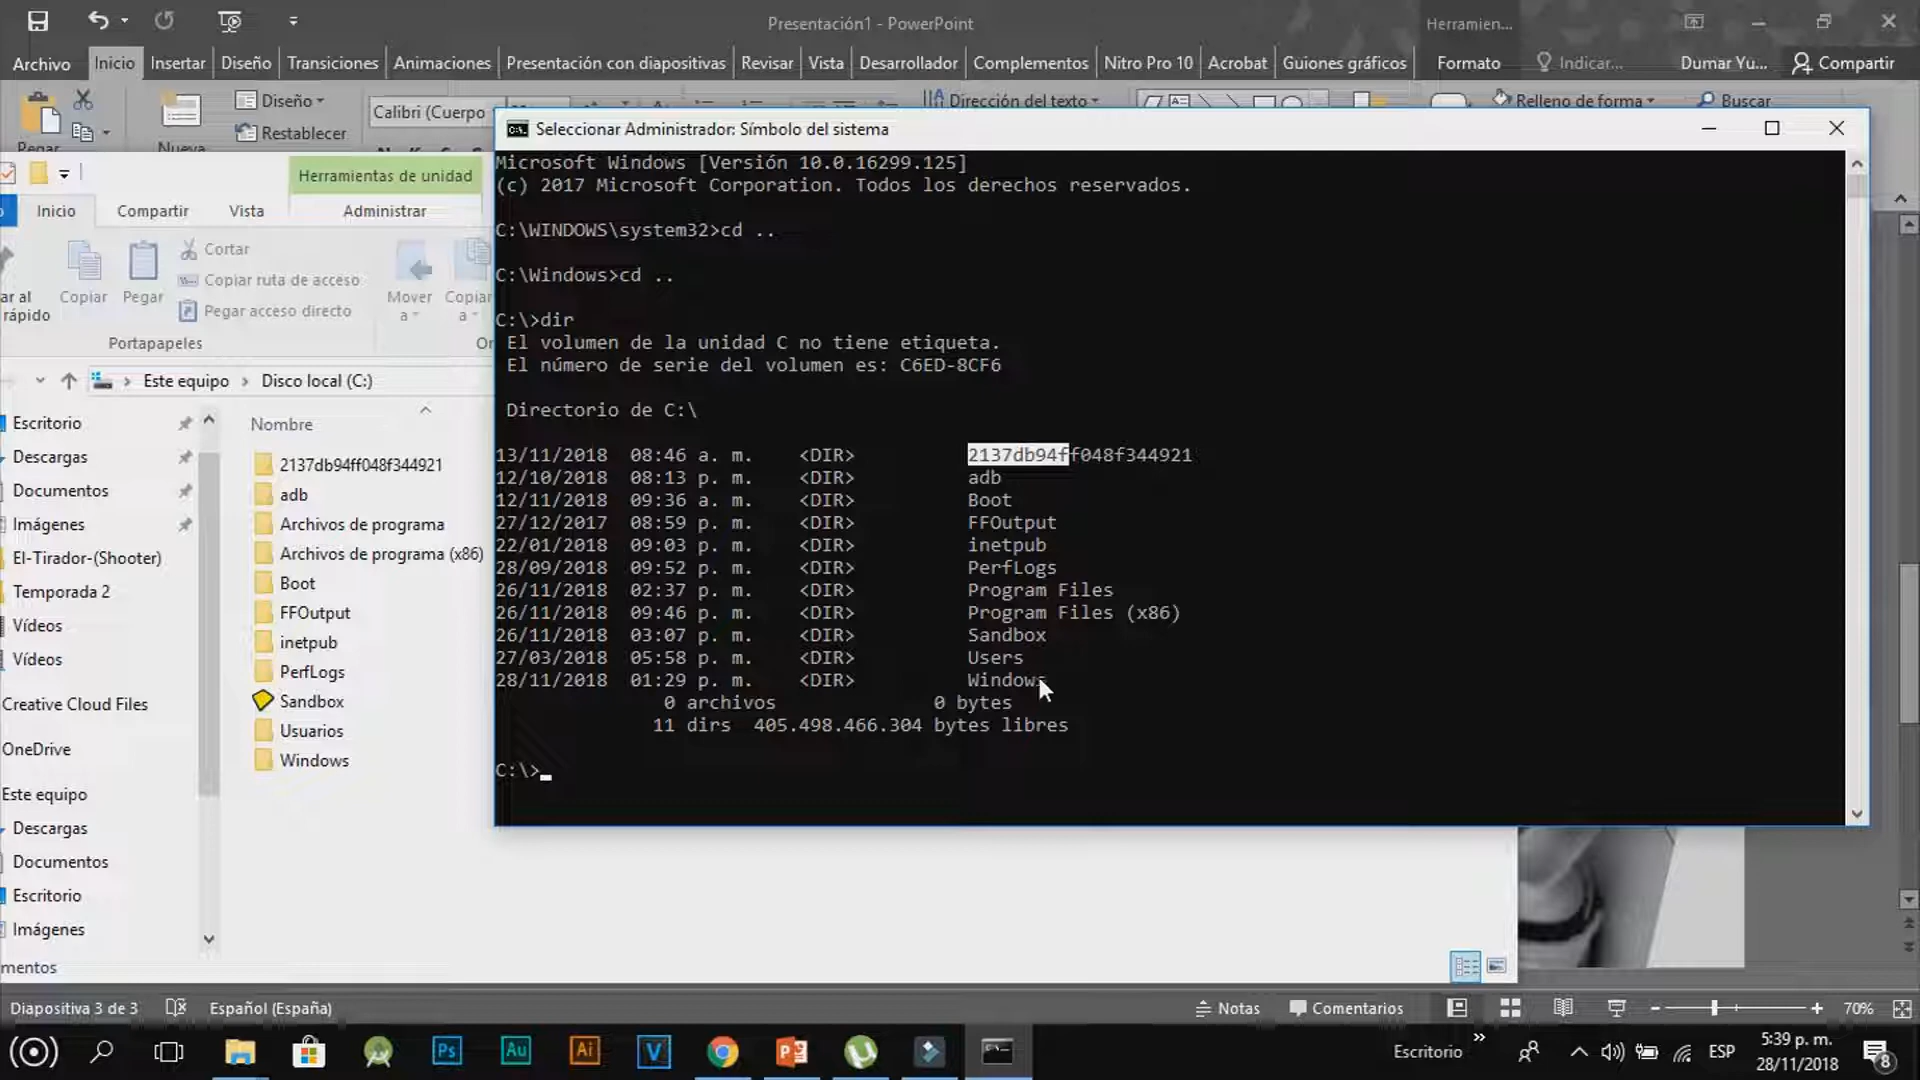 Presentación1 - PowerPoint
Herramien...
Archivo
Inicio
Insertar
Diseño
Transiciones
Animaciones
Presentación con diapositivas
Revisar
Vista
Desarrollador
Complementos
Nitro Pro 10
Acrobat
Guiones gráficos
Formato
Indicar...
Dumar Yu...
Compartir
Diseño
Calibri (Cuerpo
Dirección del texto
Relleno de forma
Buscar
Restablecer
Pegar
Nueva
Herramientas de unidad
Inicio
Compartir
Vista
Administrar
Cortar
Copiar ruta de acceso
Pegar acceso directo
ar al
rápido
Copiar
Pegar
Mover
a
Copiar
a
Portapapeles
Or
Este equipo
Disco local (C:)
Escritorio
Descargas
Documentos
Imágenes
El-Tirador-(Shooter)
Temporada 2
Vídeos
Vídeos
Creative Cloud Files
OneDrive
Este equipo
Descargas
Documentos
Escritorio
Imágenes
mentos
Nombre
2137db94ff048f344921
adb
Archivos de programa
Archivos de programa (x86)
Boot
FFOutput
inetpub
PerfLogs
Sandbox
Usuarios
Windows
Seleccionar Administrador: Símbolo del sistema
Microsoft Windows [Versión 10.0.16299.125]
(c) 2017 Microsoft Corporation. Todos los derechos reservados.
C:\WINDOWS\system32>cd ..
C:\Windows>cd ..
C:\>dir
El volumen de la unidad C no tiene etiqueta.
El número de serie del volumen es: C6ED-8CF6
Directorio de C:\
13/11/2018 08:46 a. m. <DIR> 2137db94ff048f344921
12/10/2018 08:13 p. m. <DIR> adb
12/11/2018 09:36 a. m. <DIR> Boot
27/12/2017 08:59 p. m. <DIR> FFOutput
22/01/2018 09:03 p. m. <DIR> inetpub
28/09/2018 09:52 p. m. <DIR> PerfLogs
26/11/2018 02:37 p. m. <DIR> Program Files
26/11/2018 09:46 p. m. <DIR> Program Files (x86)
26/11/2018 03:07 p. m. <DIR> Sandbox
27/03/2018 05:58 p. m. <DIR> Users
28/11/2018 01:29 p. m. <DIR> Windows
0 archivos 0 bytes
11 dirs 405.498.466.304 bytes libres
C:\>
Diapositiva 3 de 3
Español (España)
Notas
Comentarios
70%
Ps
Au
Ai
V
Escritorio
ESP
5:39 p. m.
28/11/2018
8